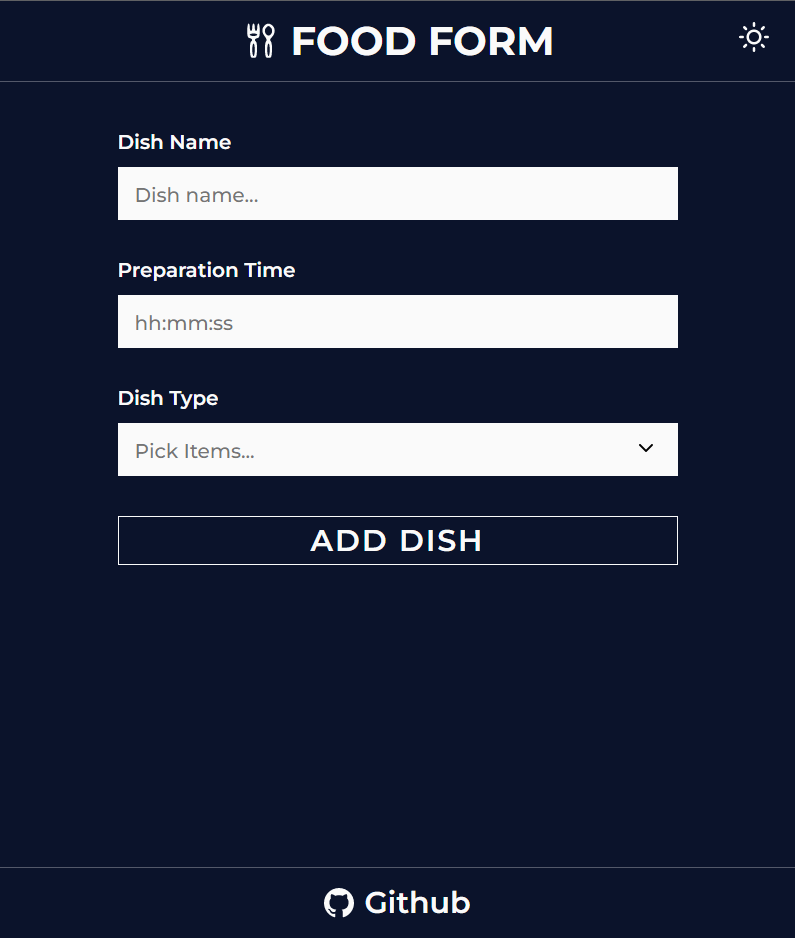 FOOD FORM
Dish Name
Dish name...
Preparation Time
hh:mm:ss
Dish Type
Pick Items...
ADD DISH
Github